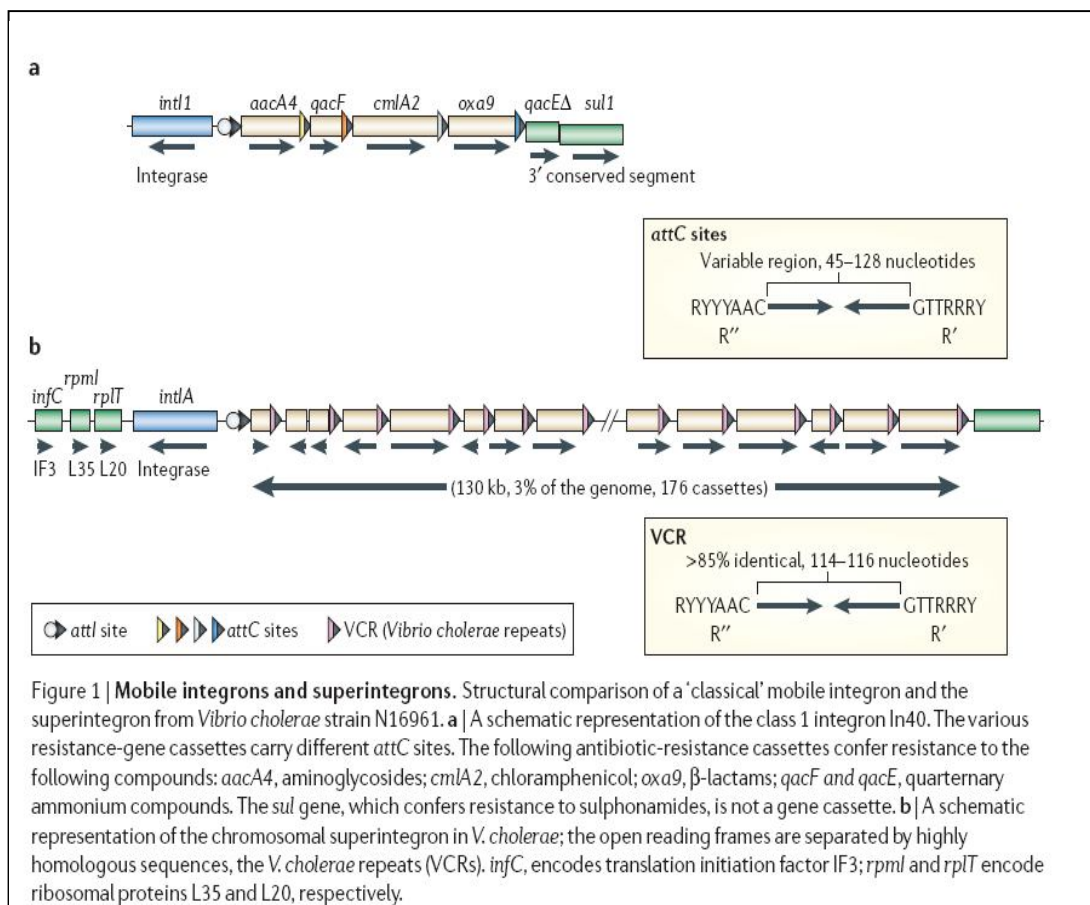 a
intI1 aacA4 qacF cmlA2 oxa9 qacEΔ sul1
Integrase 3′ conserved segment
attC sites
Variable region, 45–128 nucleotides
RYYYAAC GTTRRRY
R″ R′
b
infC rpmI rplT intIA
IF3 L35 L20 Integrase
(130 kb, 3% of the genome, 176 cassettes)
VCR
>85% identical, 114–116 nucleotides
RYYYAAC GTTRRRY
R″ R′
attI site attC sites VCR (Vibrio cholerae repeats)
Figure 1 | Mobile integrons and superintegrons. Structural comparison of a ‘classical’ mobile integron and the
superintegron from Vibrio cholerae strain N16961. a | A schematic representation of the class 1 integron In40. The various
resistance-gene cassettes carry different attC sites. The following antibiotic-resistance cassettes confer resistance to the
following compounds: aacA4, aminoglycosides; cmlA2, chloramphenicol; oxa9, β-lactams; qacF and qacE, quarternary
ammonium compounds. The sul gene, which confers resistance to sulphonamides, is not a gene cassette. b | A schematic
representation of the chromosomal superintegron in V. cholerae; the open reading frames are separated by highly
homologous sequences, the V. cholerae repeats (VCRs). infC, encodes translation initiation factor IF3; rpmI and rplT encode
ribosomal proteins L35 and L20, respectively.